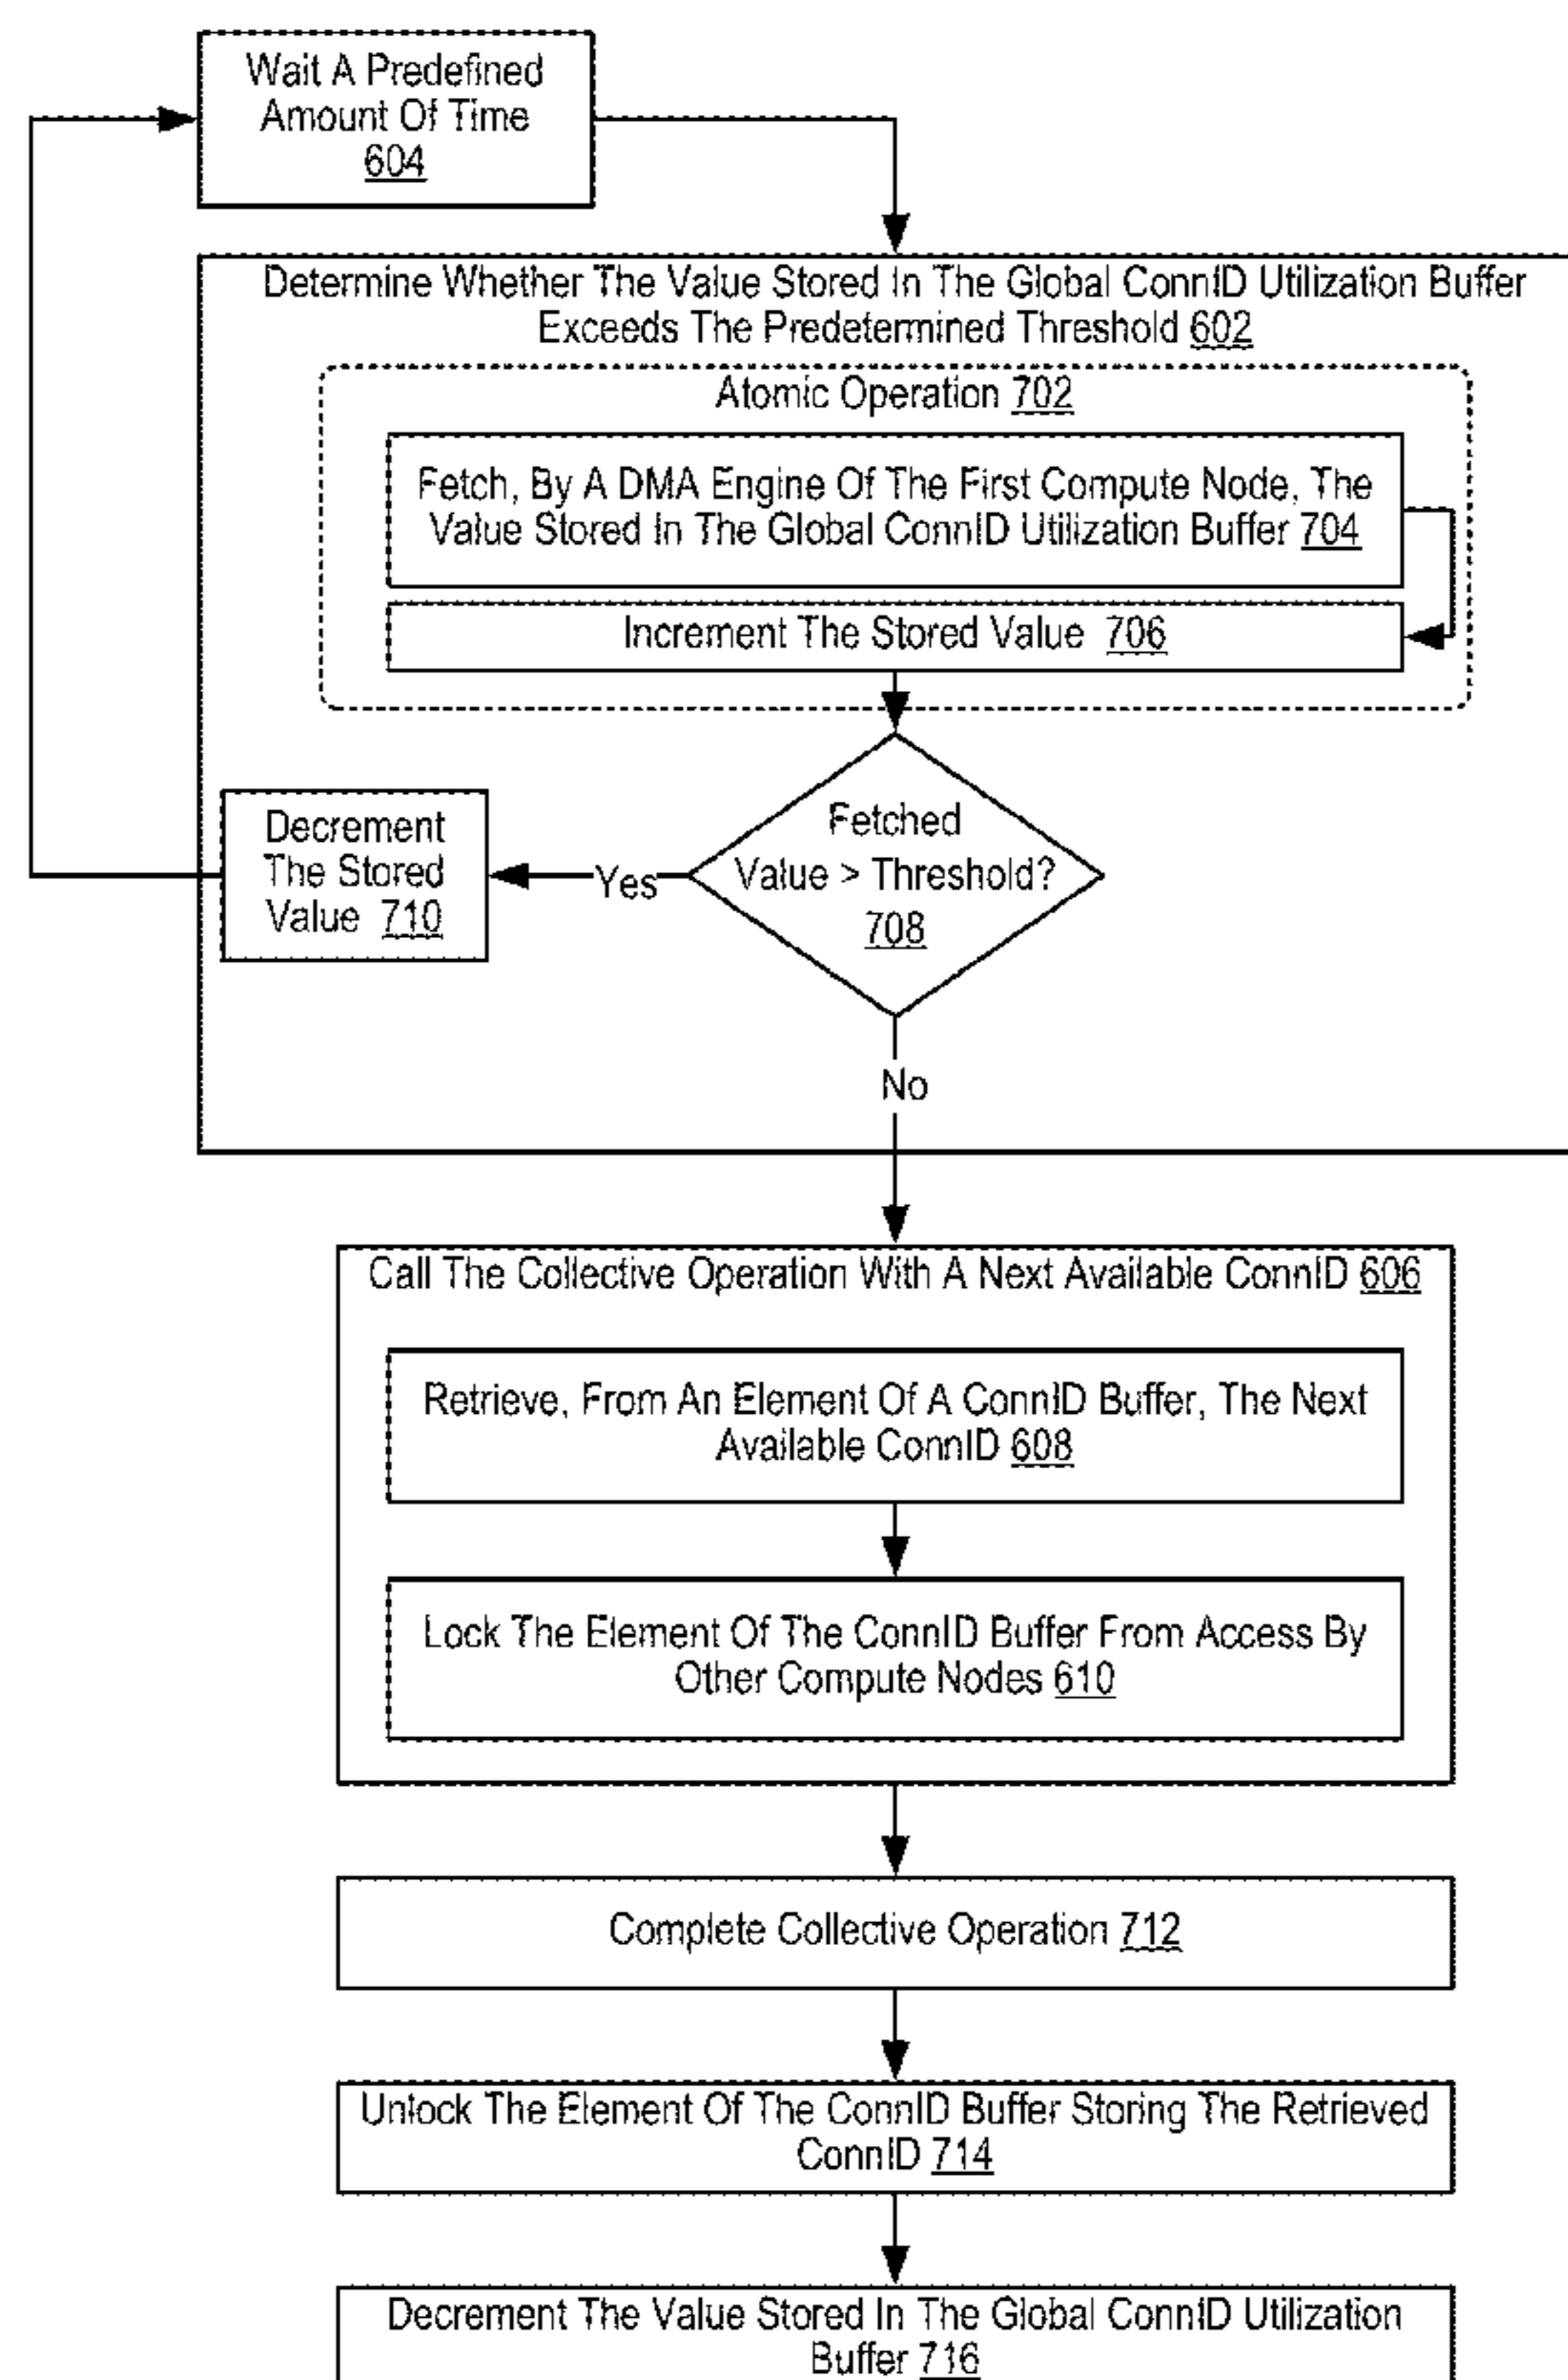 Wait A Predefined
Amount Of Time
604
Determine Whether The Value Stored In The Global ConnID Utilization Buffer
Exceeds The Predetermined Threshold 602
Atomic Operation 702
Fetch, By A DMA Engine Of The First Compute Node, The
Value Stored In The Global ConnID Utilization Buffer 704
Increment The Stored Value 706
Fetched
Value > Threshold?
708
Yes
Decrement
The Stored
Value 710
No
Call The Collective Operation With A Next Available ConnID 606
Retrieve, From An Element Of A ConnID Buffer, The Next
Available ConnID 608
Lock The Element Of The ConnID Buffer From Access By
Other Compute Nodes 610
Complete Collective Operation 712
Unlock The Element Of The ConnID Buffer Storing The Retrieved
ConnID 714
Decrement The Value Stored In The Global ConnID Utilization
Buffer 716